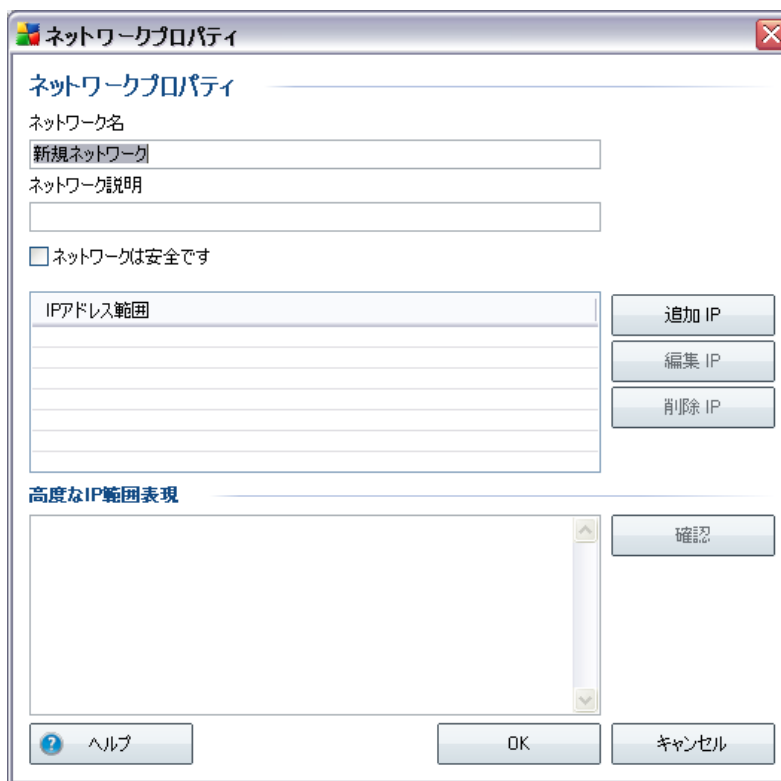 ネットワークプロパティ
ネットワークプロパティ
ネットワーク名
新規ネットワーク
ネットワーク説明
ネットワークは安全です
IPアドレス範囲
追加 IP
編集 IP
削除 IP
高度なIP範囲表現
確認
ヘルプ
OK
キャンセル